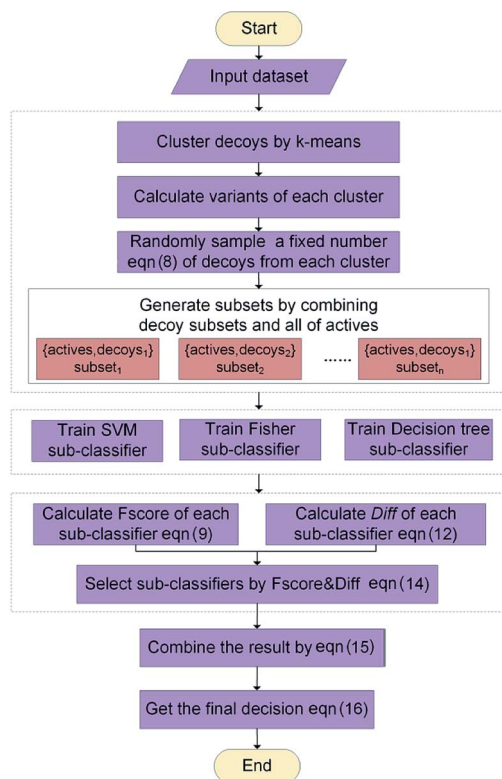 Start
Input dataset
Cluster decoys by k-means
Calculate variants of each cluster
Randomly sample a fixed number
eqn (8) of decoys from each cluster
Generate subsets by combining
decoy subsets and all of actives
{actives,decoys1}
subset1
{actives,decoys2}
subset2
......
{actives,decoys1}
subsetn
Train SVM
sub-classifier
Train Fisher
sub-classifier
Train Decision tree
sub-classifier
Calculate Fscore of each
sub-classifier eqn (9)
Calculate Diff of each
sub-classifier eqn (12)
Select sub-classifiers by Fscore&Diff eqn (14)
Combine the result by eqn (15)
Get the final decision eqn (16)
End